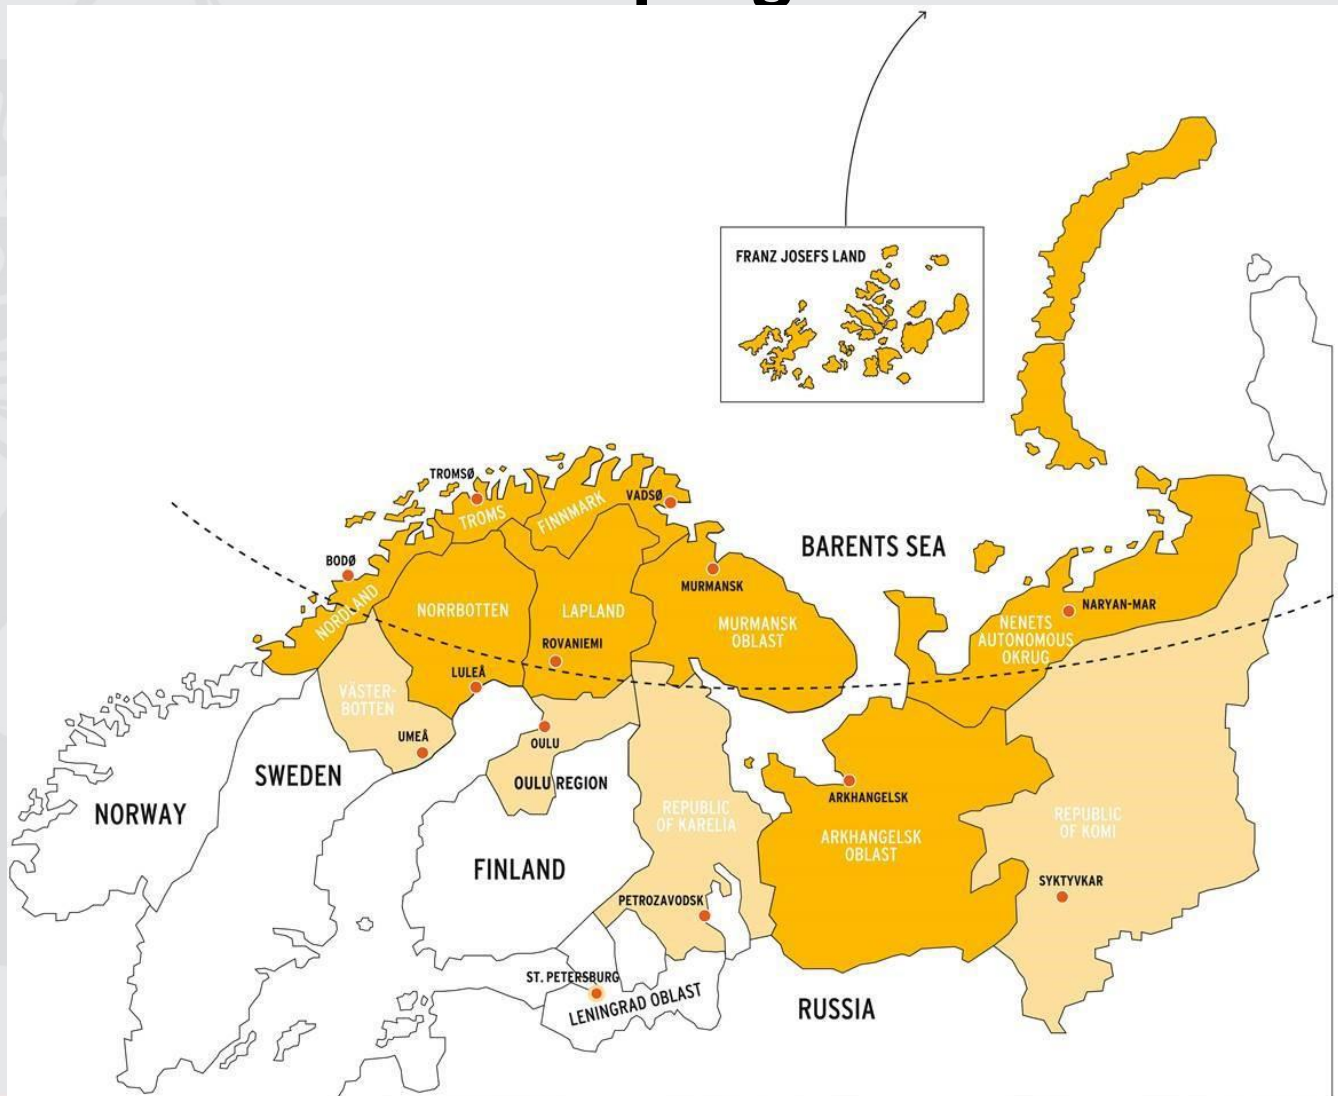 FRANZ JOSEFS LAND
TROMSØ
TROMS
FINNMARK
VADSØ
BARENTS SEA
BODØ
NORDLAND
NORRBOTTEN
LAPLAND
MURMANSK
MURMANSK
OBLAST
NARYAN-MAR
NENETS
AUTONOMOUS
OKRUG
ROVANIEMI
LULEÅ
VÄSTER-
BOTTEN
UMEÅ
OULU
OULU REGION
SWEDEN
NORWAY
FINLAND
REPUBLIC
OF KARELIA
ARKHANGELSK
ARKHANGELSK
OBLAST
REPUBLIC
OF KOMI
SYKTYVKAR
PETROZAVODSK
ST. PETERSBURG
LENINGRAD OBLAST
RUSSIA